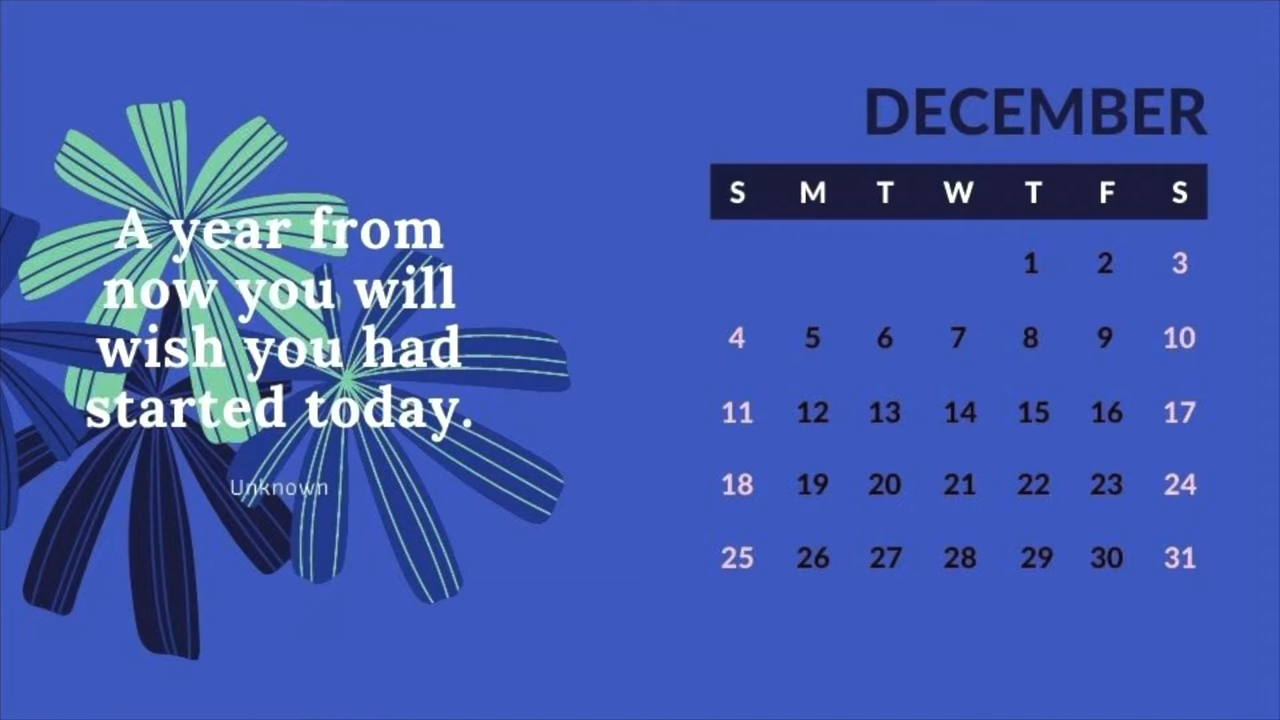 A year from
now you will
wish you had
started today.
Unknown
DECEMBER
S M T W T F S
1 2 3
4 5 6 7 8 9 10
11 12 13 14 15 16 17
18 19 20 21 22 23 24
25 26 27 28 29 30 31